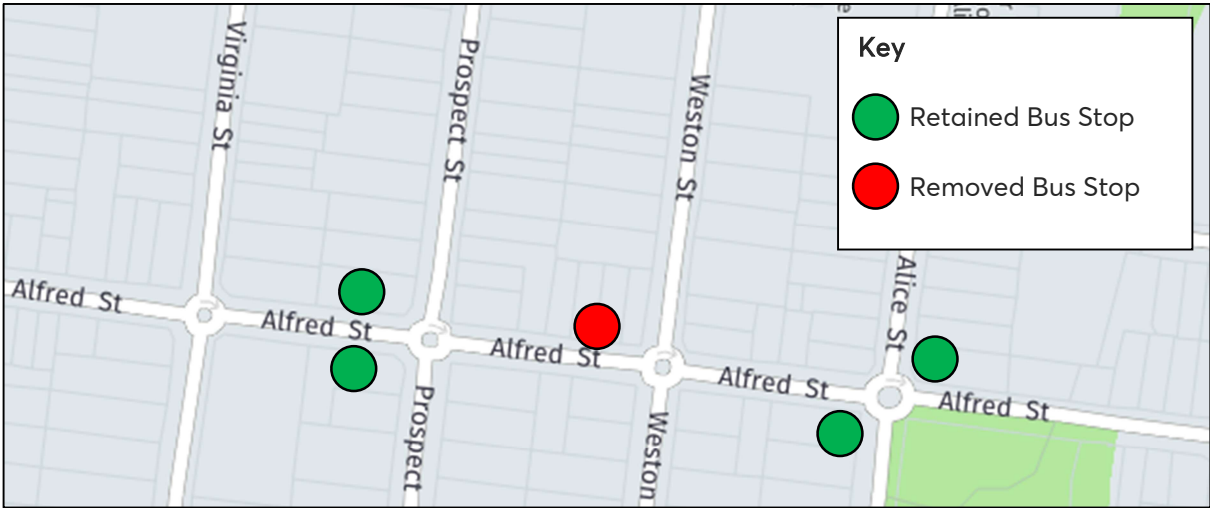 Key
Retained Bus Stop
Removed Bus Stop
Virginia St
Prospect St
Weston St
Alice St
Alfred St
Alfred St
Alfred St
Alfred St
Alfred St
Prospect
Weston